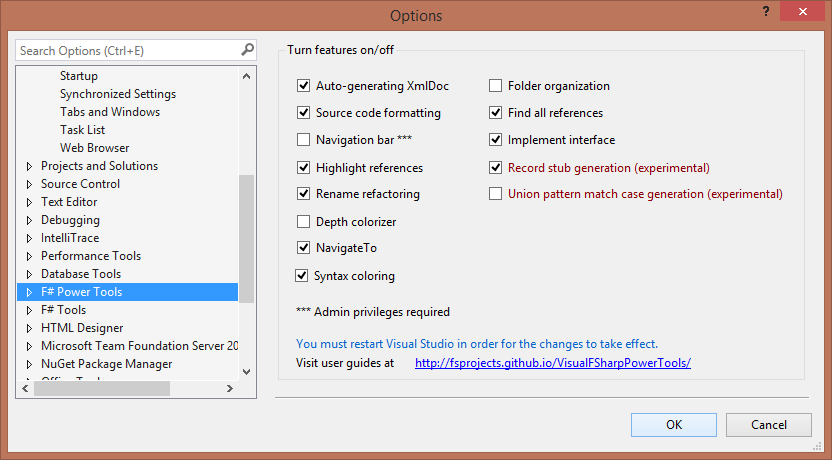 Options
?
Search Options (Ctrl+E)
Startup
Synchronized Settings
Tabs and Windows
Task List
Web Browser
Projects and Solutions
Source Control
Text Editor
Debugging
IntelliTrace
Performance Tools
Database Tools
F# Power Tools
F# Tools
HTML Designer
Microsoft Team Foundation Server 20
NuGet Package Manager
Office Tools
Turn features on/off
Auto-generating XmlDoc
Source code formatting
Navigation bar ***
Highlight references
Rename refactoring
Depth colorizer
NavigateTo
Syntax coloring
Folder organization
Find all references
Implement interface
Record stub generation (experimental)
Union pattern match case generation (experimental)
*** Admin privileges required
You must restart Visual Studio in order for the changes to take effect.
Visit user guides at http://fsprojects.github.io/VisualFSharpPowerTools/
OK
Cancel